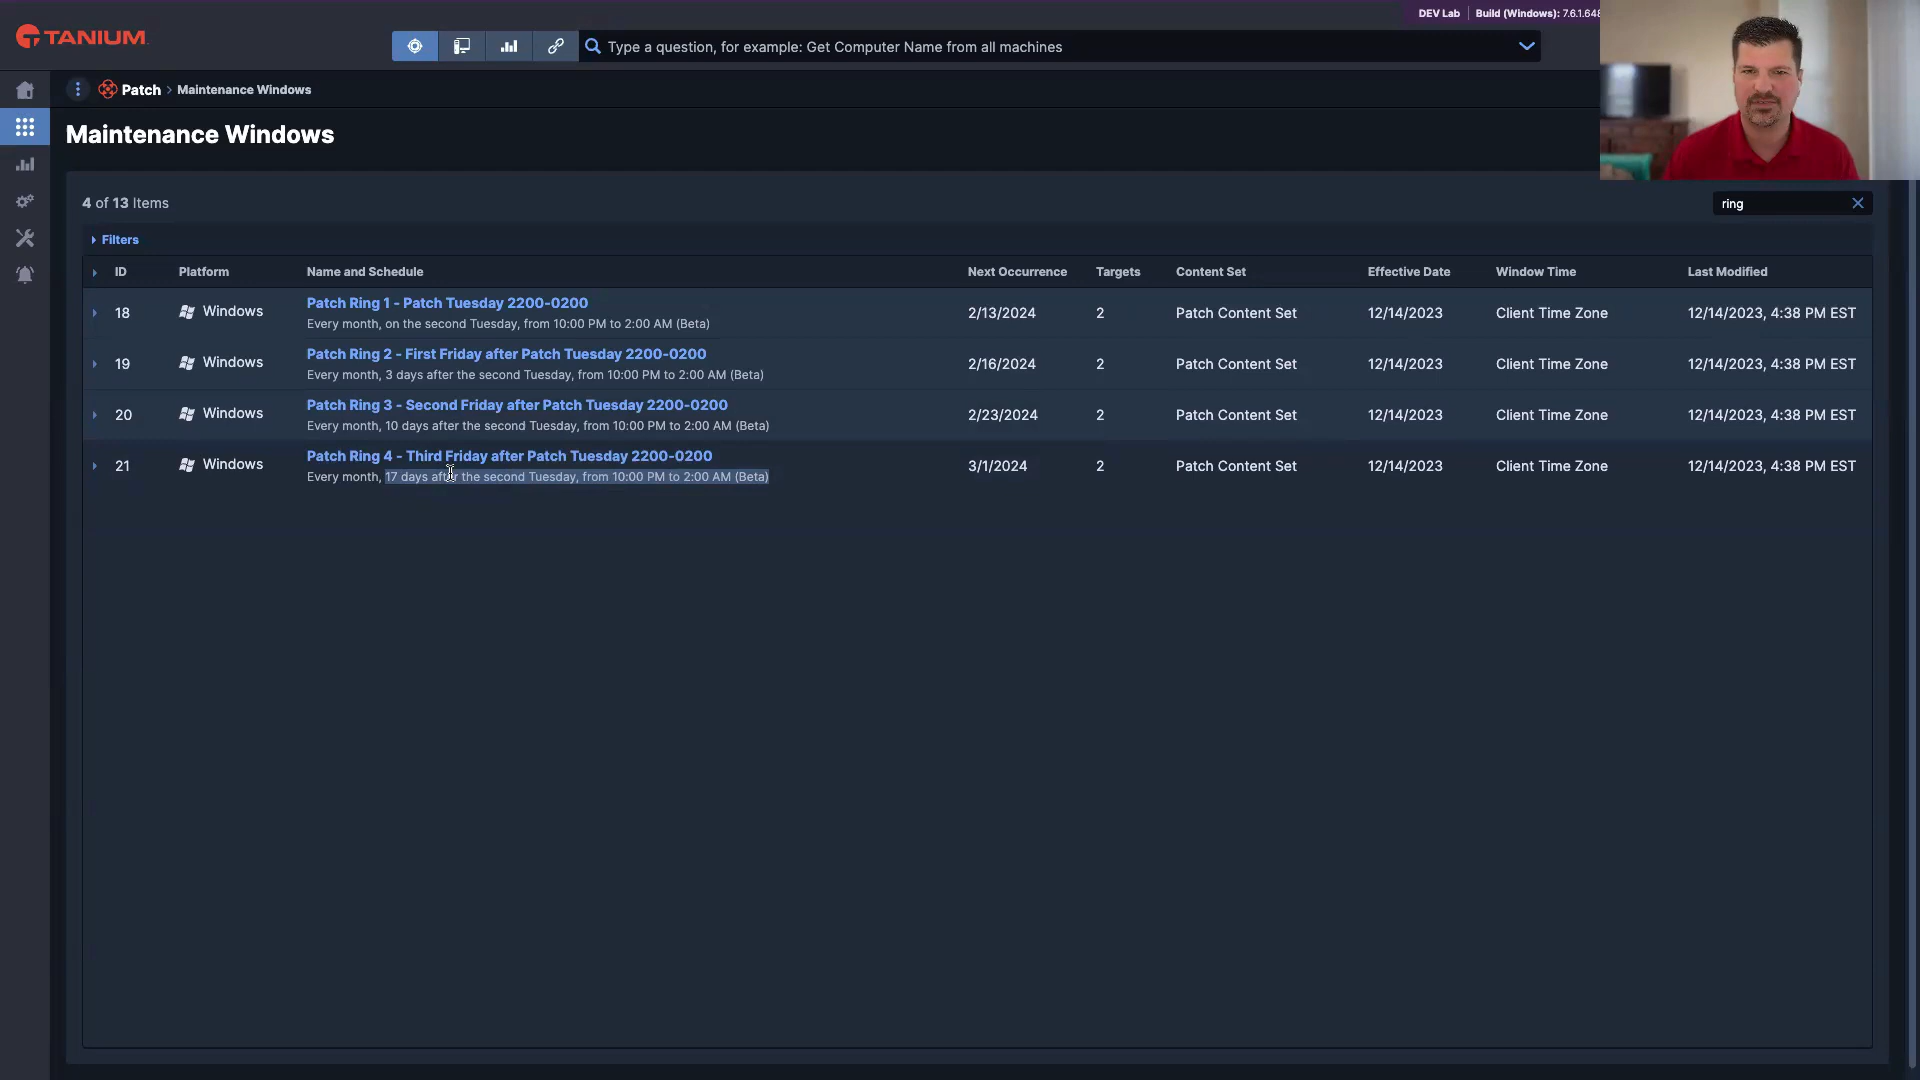 DEV Lab Build (Windows): 7.6.1.648
TANIUM
Type a question, for example: Get Computer Name from all machines
Patch > Maintenance Windows
Maintenance Windows
4 of 13 Items
ring
Filters
ID Platform Name and Schedule Next Occurrence Targets Content Set Effective Date Window Time Last Modified
18 Windows Patch Ring 1 - Patch Tuesday 2200-0200 2/13/2024 2 Patch Content Set 12/14/2023 Client Time Zone 12/14/2023, 4:38 PM EST
Every month, on the second Tuesday, from 10:00 PM to 2:00 AM (Beta)
19 Windows Patch Ring 2 - First Friday after Patch Tuesday 2200-0200 2/16/2024 2 Patch Content Set 12/14/2023 Client Time Zone 12/14/2023, 4:38 PM EST
Every month, 3 days after the second Tuesday, from 10:00 PM to 2:00 AM (Beta)
20 Windows Patch Ring 3 - Second Friday after Patch Tuesday 2200-0200 2/23/2024 2 Patch Content Set 12/14/2023 Client Time Zone 12/14/2023, 4:38 PM EST
Every month, 10 days after the second Tuesday, from 10:00 PM to 2:00 AM (Beta)
21 Windows Patch Ring 4 - Third Friday after Patch Tuesday 2200-0200 3/1/2024 2 Patch Content Set 12/14/2023 Client Time Zone 12/14/2023, 4:38 PM EST
Every month, 17 days after the second Tuesday, from 10:00 PM to 2:00 AM (Beta)